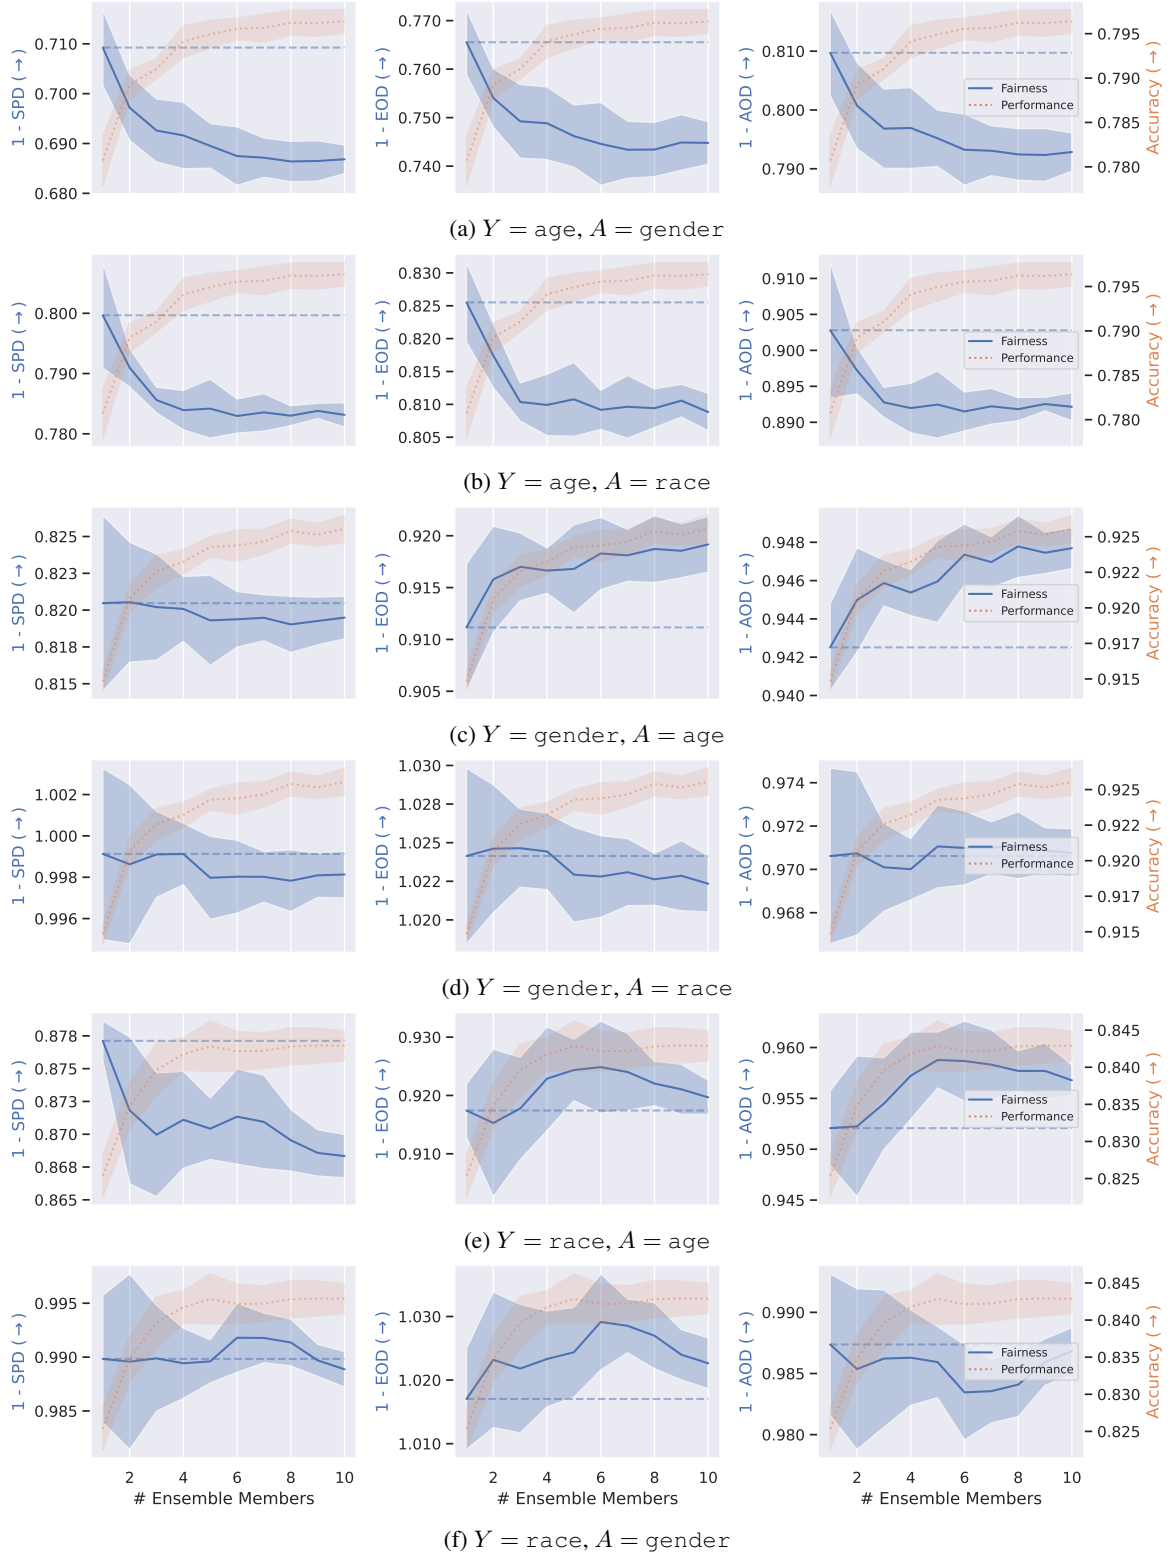 0.710
0.700
0.690
0.680
1 - SPD (→)
0.770
0.760
0.750
0.740
1 - EOD (→)
0.810
0.800
0.790
1 - AOD (→)
Fairness
Performance
0.795
0.790
0.785
0.780
Accuracy (→)
(a) Y = age, A = gender
0.800
0.790
0.780
1 - SPD (→)
0.830
0.825
0.820
0.815
0.810
0.805
1 - EOD (→)
0.910
0.905
0.900
0.895
0.890
1 - AOD (→)
Fairness
Performance
0.795
0.790
0.785
0.780
Accuracy (→)
(b) Y = age, A = race
0.825
0.823
0.820
0.818
0.815
1 - SPD (→)
0.920
0.915
0.910
0.905
1 - EOD (→)
0.948
0.946
0.944
0.942
0.940
1 - AOD (→)
Fairness
Performance
0.925
0.922
0.920
0.917
0.915
Accuracy (→)
(c) Y = gender, A = age
1.002
1.000
0.998
0.996
1 - SPD (→)
1.030
1.028
1.025
1.022
1.020
1 - EOD (→)
0.974
0.972
0.970
0.968
1 - AOD (→)
Fairness
Performance
0.925
0.922
0.920
0.917
0.915
Accuracy (→)
(d) Y = gender, A = race
0.878
0.875
0.873
0.870
0.868
0.865
1 - SPD (→)
0.930
0.920
0.910
1 - EOD (→)
0.960
0.955
0.950
0.945
1 - AOD (→)
Fairness
Performance
0.845
0.840
0.835
0.830
0.825
Accuracy (→)
(e) Y = race, A = age
0.995
0.990
0.985
1 - SPD (→)
1.030
1.020
1.010
1 - EOD (→)
0.990
0.985
0.980
1 - AOD (→)
Fairness
Performance
0.845
0.840
0.835
0.830
0.825
Accuracy (→)
2 4 6 8 10
# Ensemble Members
2 4 6 8 10
# Ensemble Members
2 4 6 8 10
# Ensemble Members
(f) Y = race, A = gender